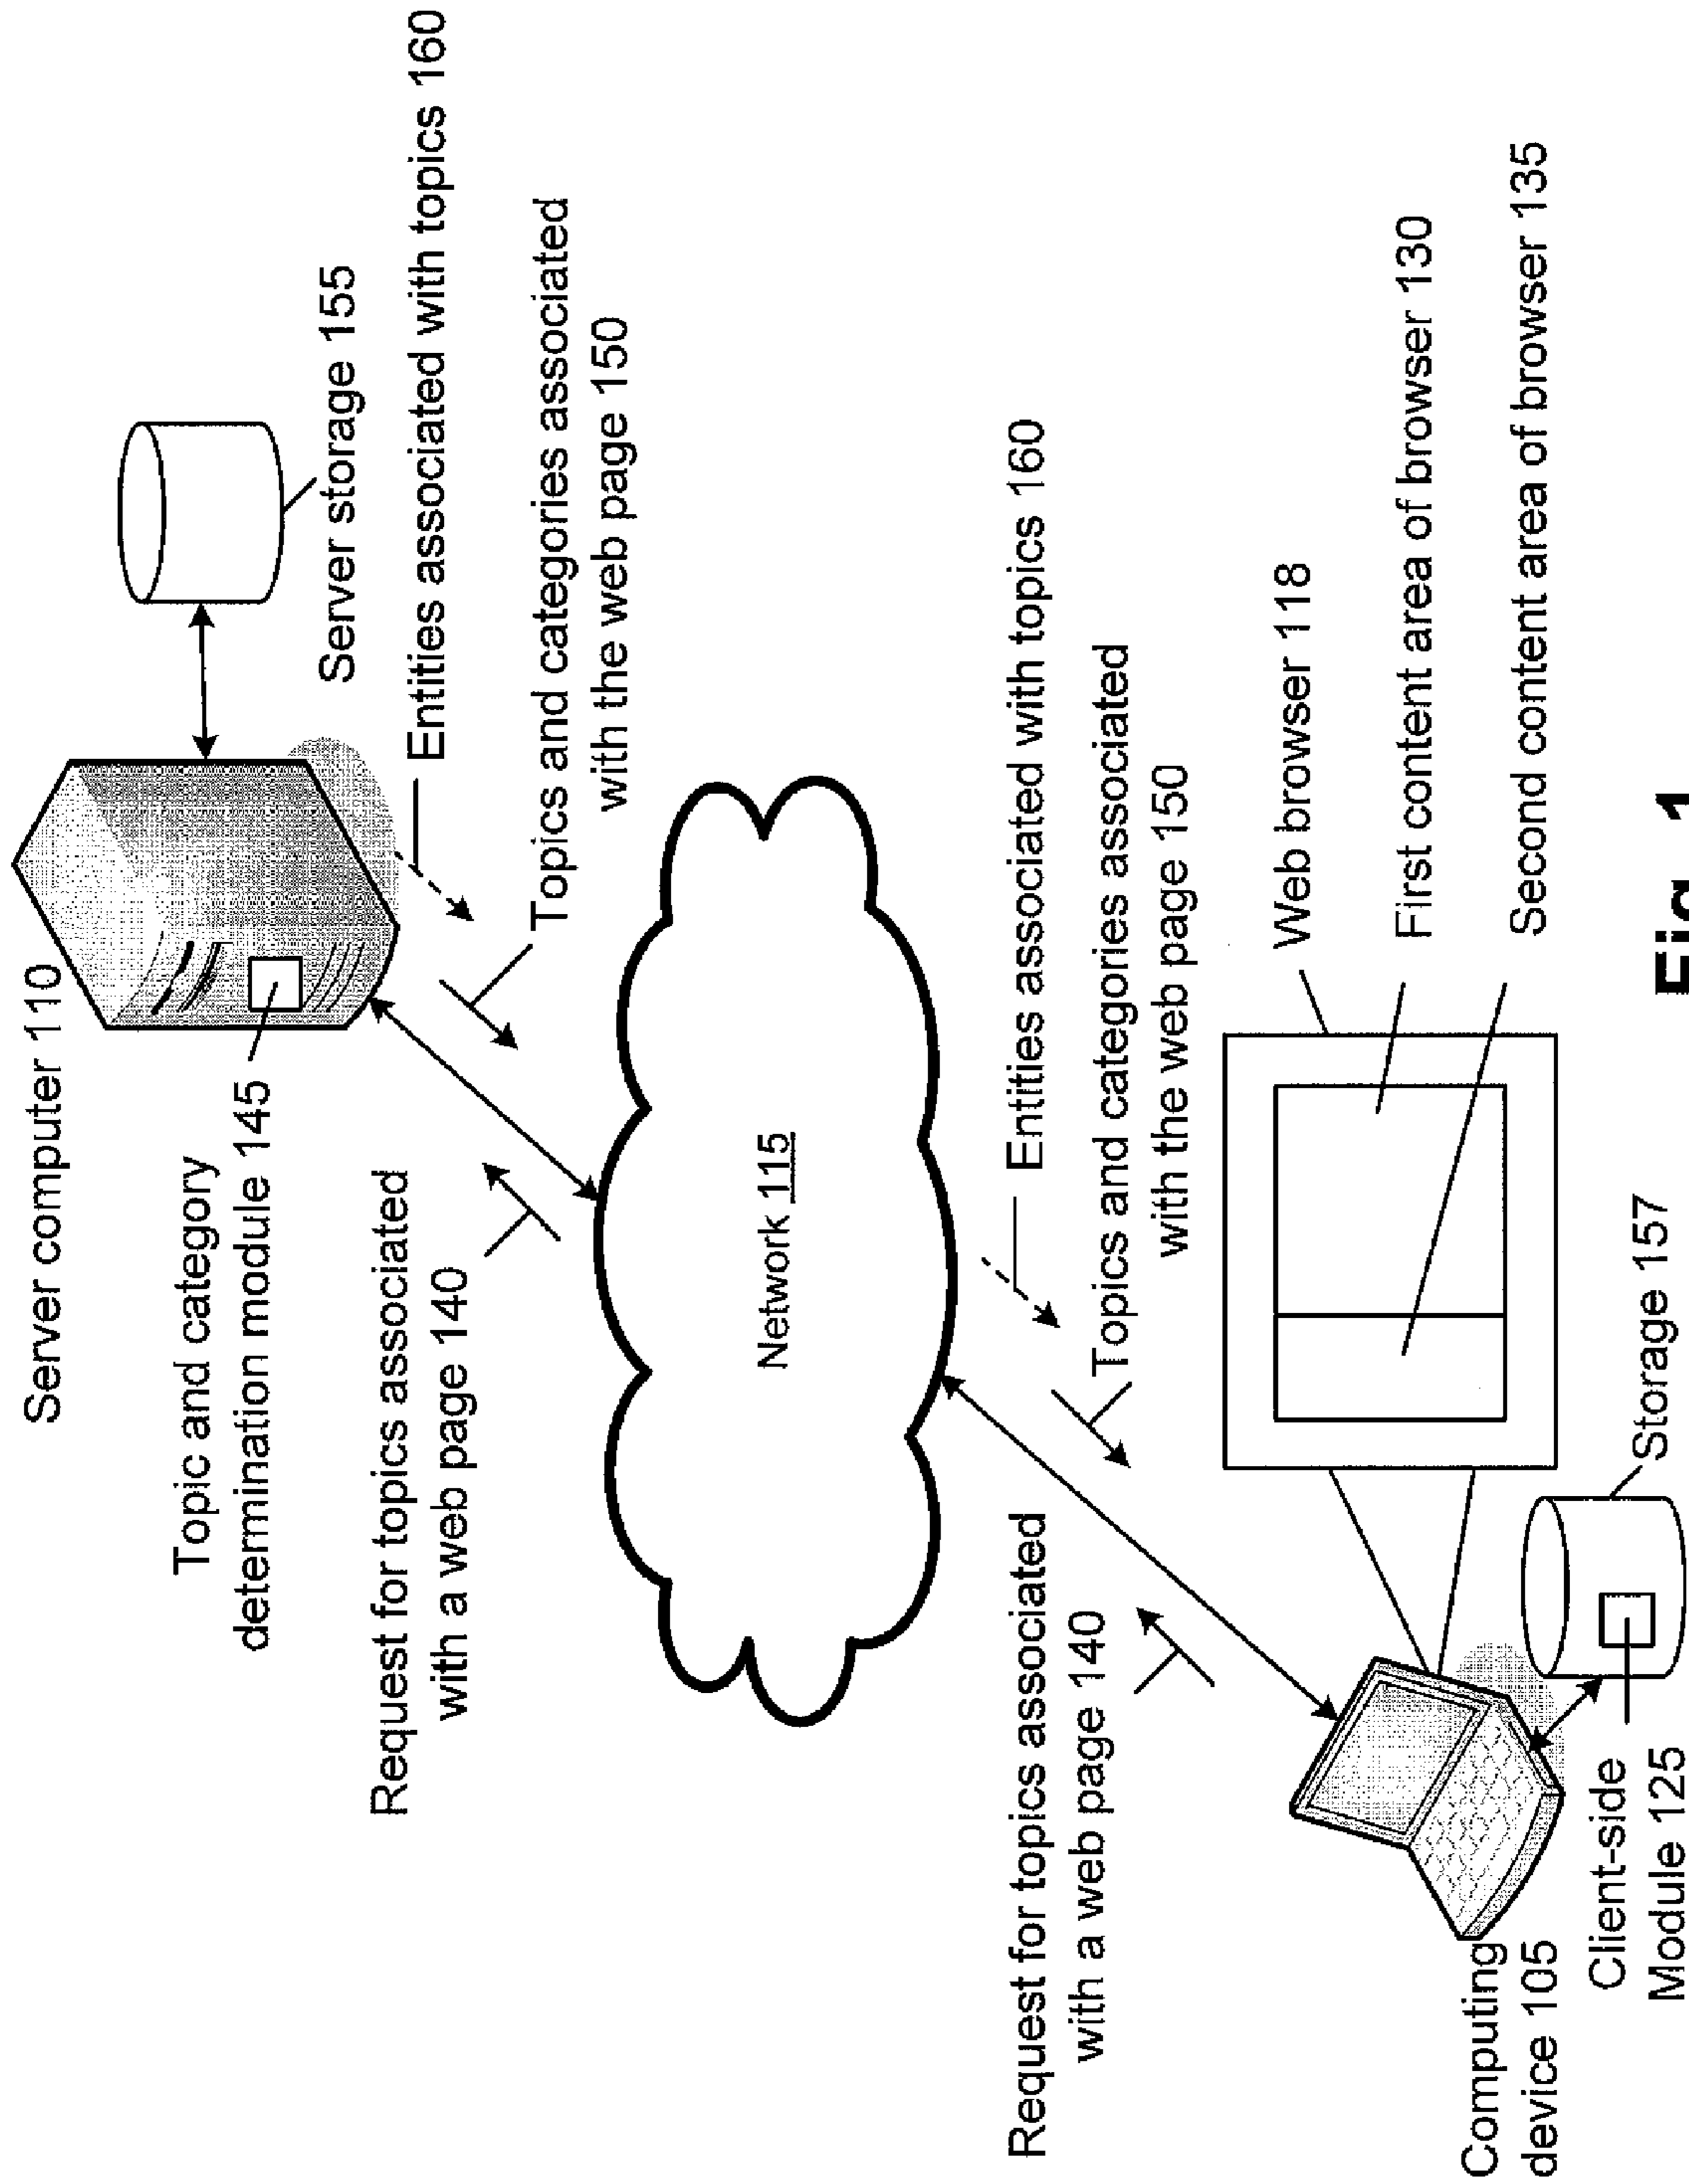 Server computer 110
Topic and category
determination module 145
Server storage 155
Entities associated with topics 160
Topics and categories associated
with the web page 150
Request for topics associated
with a web page 140
Network 115
Entities associated with topics 160
Topics and categories associated
with the web page 150
Request for topics associated
with a web page 140
Web browser 118
First content area of browser 130
Second content area of browser 135
Storage 157
Computing
device 105
Client-side
Module 125
Fig. 1